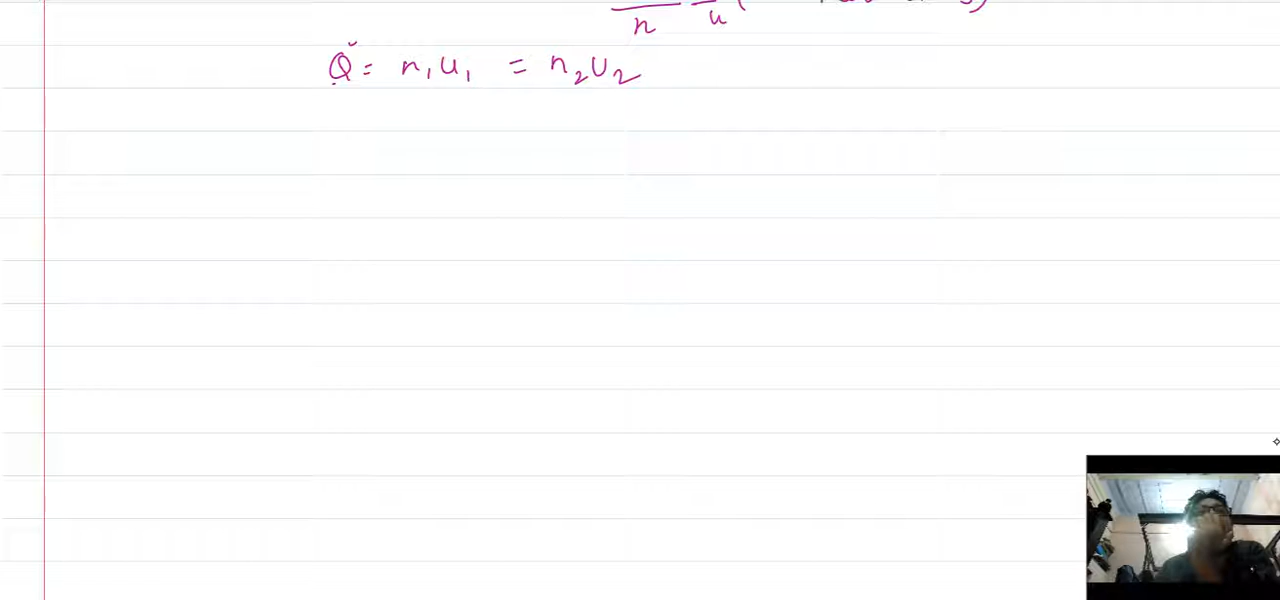 n u (
Q = n₁u₁ = n₂u₂